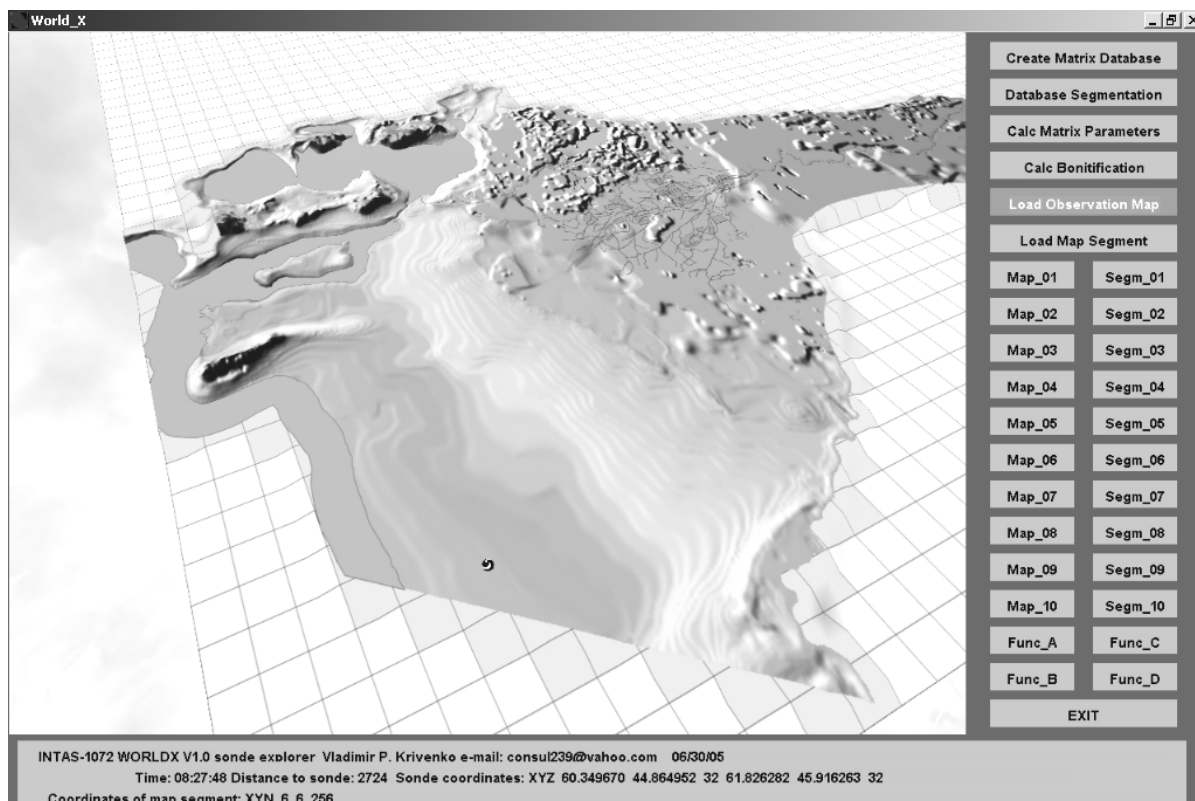 World_X
Create Matrix Database
Database Segmentation
Calc Matrix Parameters
Calc Bonitification
Load Observation Map
Load Map Segment
Map_01 Segm_01
Map_02 Segm_02
Map_03 Segm_03
Map_04 Segm_04
Map_05 Segm_05
Map_06 Segm_06
Map_07 Segm_07
Map_08 Segm_08
Map_09 Segm_09
Map_10 Segm_10
Func_A Func_C
Func_B Func_D
EXIT
INTAS-1072 WORLDX V1.0 sonde explorer Vladimir P. Krivenko e-mail: consul239@yahoo.com 06/30/05
Time: 08:27:48 Distance to sonde: 2724 Sonde coordinates: XYZ 60.349670 44.864952 32 61.826282 45.916263 32
Coordinates of map segment: XYN 6 6 256